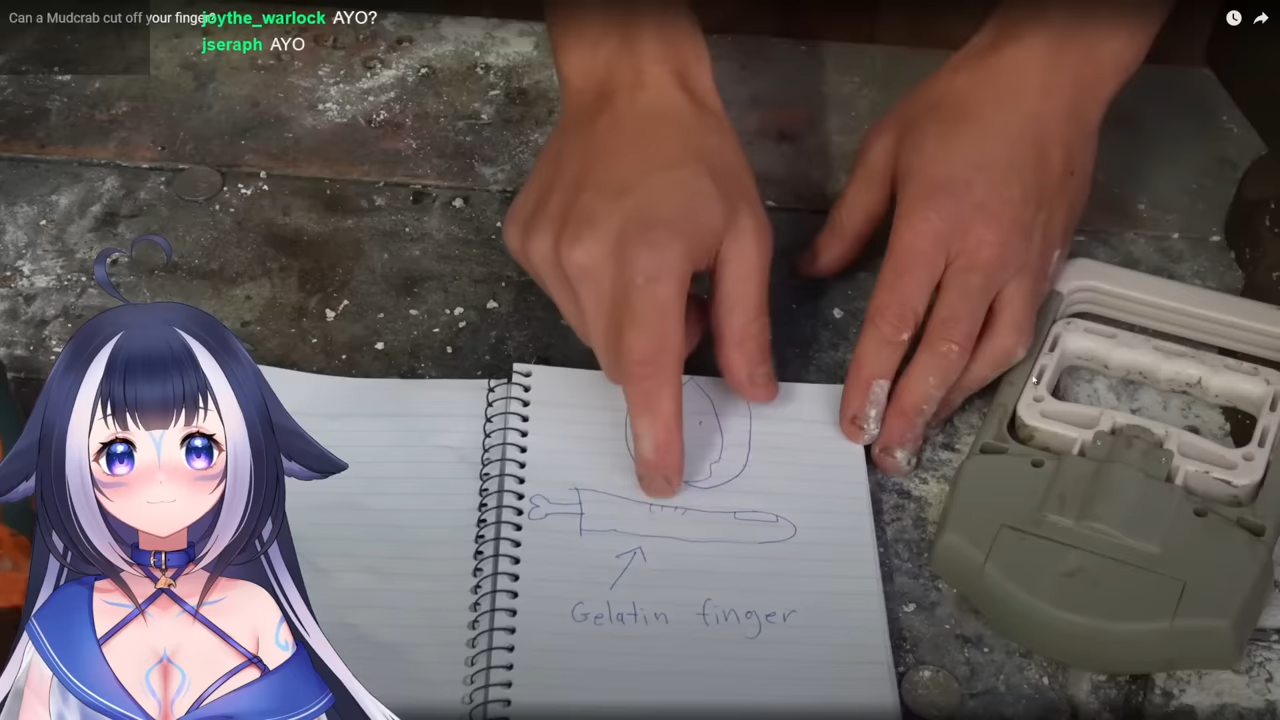 Can a Mudcrab cut off your finger?
joythe_warlock AYO?
jseraph AYO
Gelatin finger